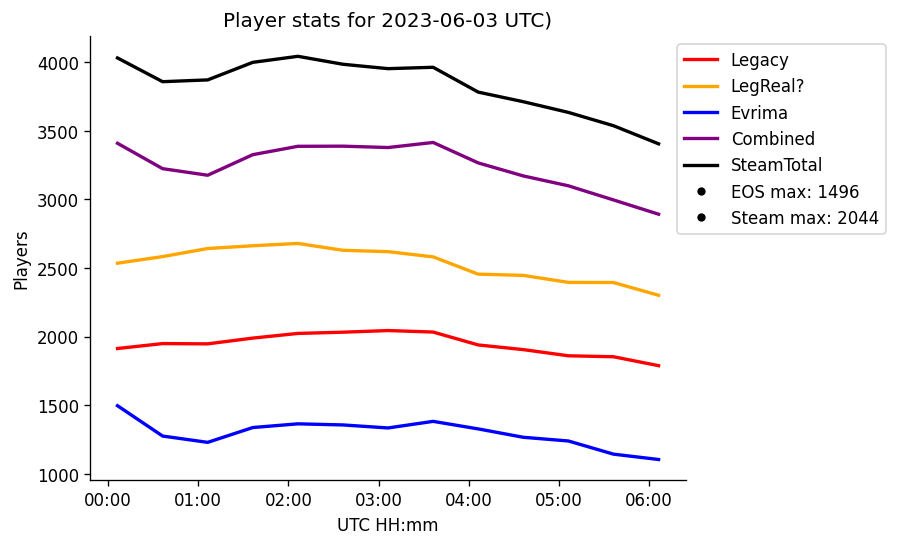 Player stats for 2023-06-03 UTC)
4000
3500
3000
2500
2000
1500
1000
Players
00:00 01:00 02:00 03:00 04:00 05:00 06:00
UTC HH:mm
Legacy
LegReal?
Evrima
Combined
SteamTotal
EOS max: 1496
Steam max: 2044